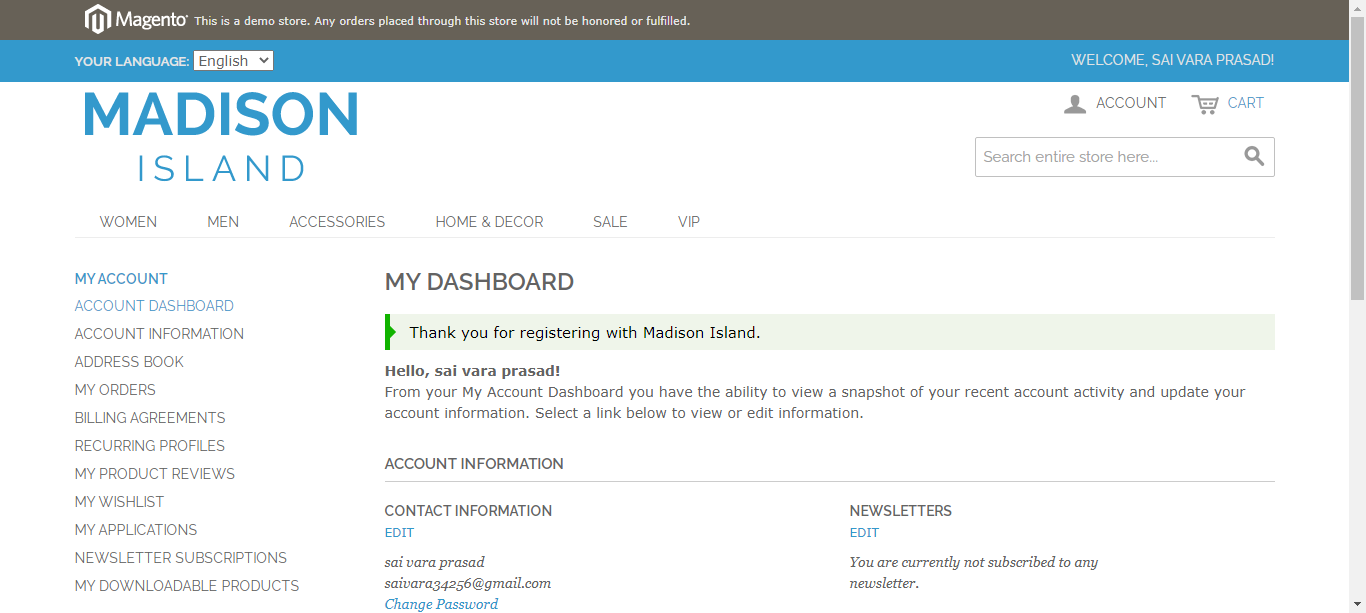 Magento This is a demo store. Any orders placed through this store will not be honored or fulfilled.
YOUR LANGUAGE: English WELCOME, SAI VARA PRASAD!
MADISON
ISLAND
ACCOUNT CART
Search entire store here...
WOMEN MEN ACCESSORIES HOME & DECOR SALE VIP
MY ACCOUNT
ACCOUNT DASHBOARD
ACCOUNT INFORMATION
ADDRESS BOOK
MY ORDERS
BILLING AGREEMENTS
RECURRING PROFILES
MY PRODUCT REVIEWS
MY WISHLIST
MY APPLICATIONS
NEWSLETTER SUBSCRIPTIONS
MY DOWNLOADABLE PRODUCTS
MY DASHBOARD
Thank you for registering with Madison Island.
Hello, sai vara prasad!
From your My Account Dashboard you have the ability to view a snapshot of your recent account activity and update your
account information. Select a link below to view or edit information.
ACCOUNT INFORMATION
CONTACT INFORMATION
EDIT
sai vara prasad
saivara34256@gmail.com
Change Password
NEWSLETTERS
EDIT
You are currently not subscribed to any
newsletter.